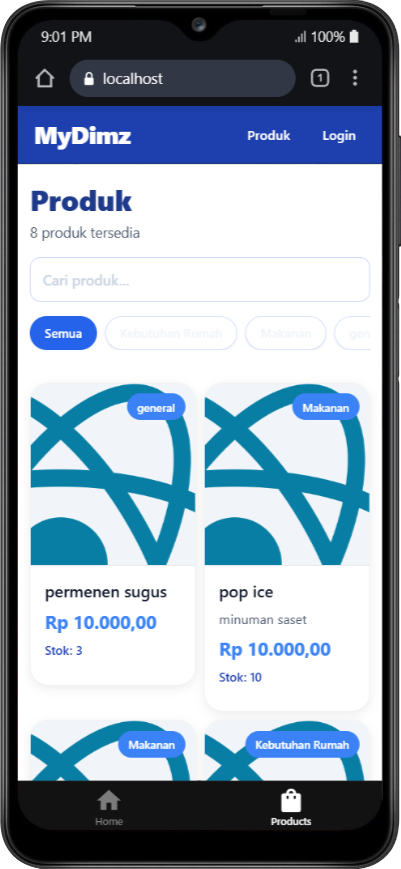 9:01 PM 100%
localhost 1
MyDimz Produk Login
Produk
8 produk tersedia
Cari produk...
Semua Kebutuhan Rumah Makanan gen
general
Makanan
permenen sugus
Rp 10.000,00
Stok: 3
pop ice
minuman saset
Rp 10.000,00
Stok: 10
Makanan
Kebutuhan Rumah
Home Products